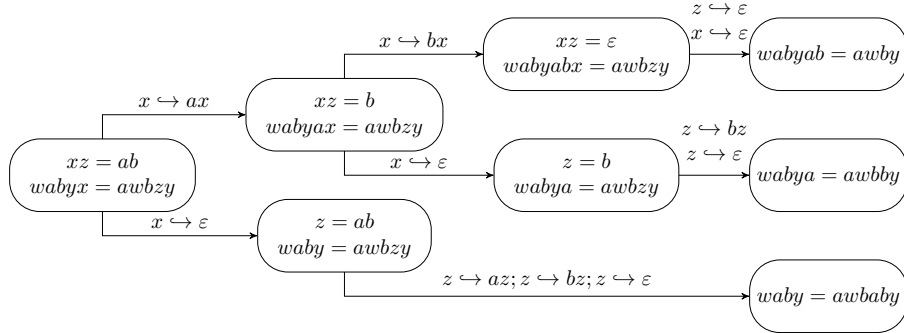 z ↪ ε
x ↪ ε
x ↪ bx
xz = ε
wabyabx = awbzy
wabyab = awby
x ↪ ax
xz = b
wabyax = awbzy
z ↪ bz
z ↪ ε
x ↪ ε
xz = ab
wabyx = awbzy
z = b
wabya = awbzy
wabya = awbby
x ↪ ε
z = ab
waby = awbzy
z ↪ az; z ↪ bz; z ↪ ε
waby = awbaby